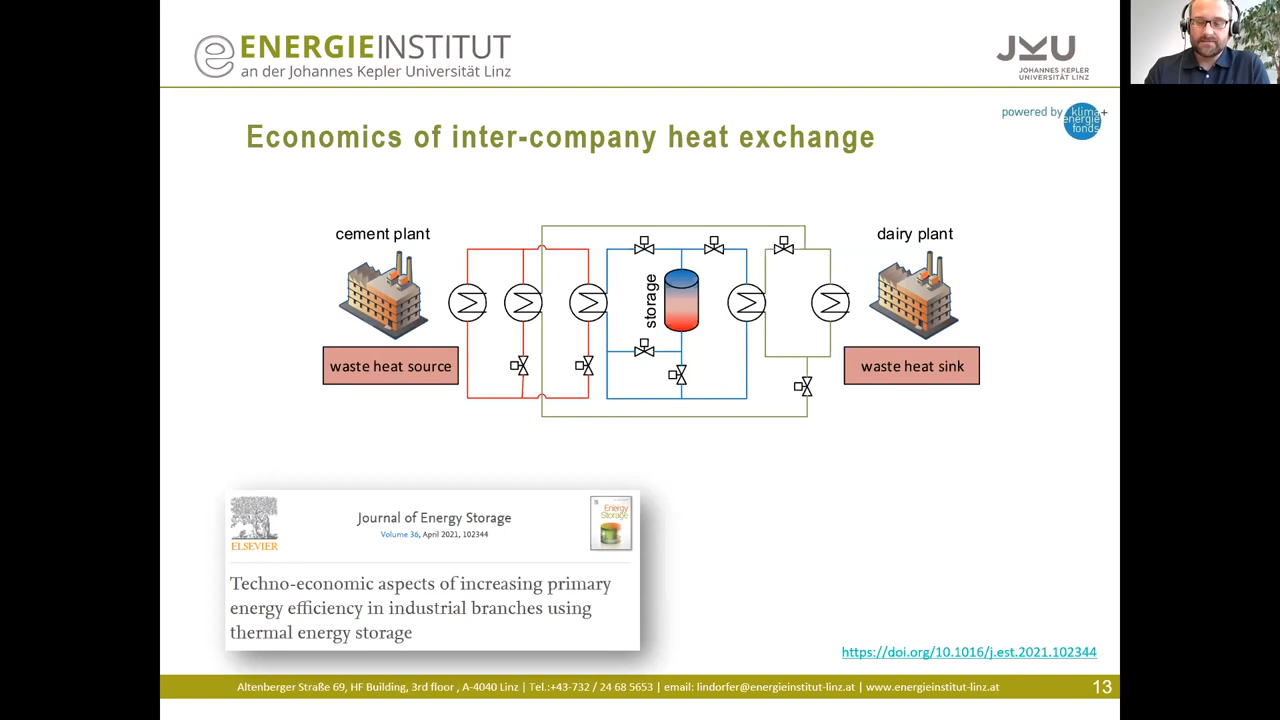 ENERGIEINSTITUT
an der Johannes Kepler Universität Linz
JKU
JOHANNES KEPLER
UNIVERSITÄT LINZ
powered by klima+
energie
fonds
Economics of inter-company heat exchange
cement plant
dairy plant
storage
waste heat source
waste heat sink
ELSEVIER
Journal of Energy Storage
Volume 36, April 2021, 102344
Energy
Storage
Techno-economic aspects of increasing primary
energy efficiency in industrial branches using
thermal energy storage
https://doi.org/10.1016/j.est.2021.102344
Altenberger Straße 69, HF Building, 3rd floor , A-4040 Linz | Tel.:+43-732 / 24 68 5653 | email: lindorfer@energieinstitut-linz.at | www.energieinstitut-linz.at
13